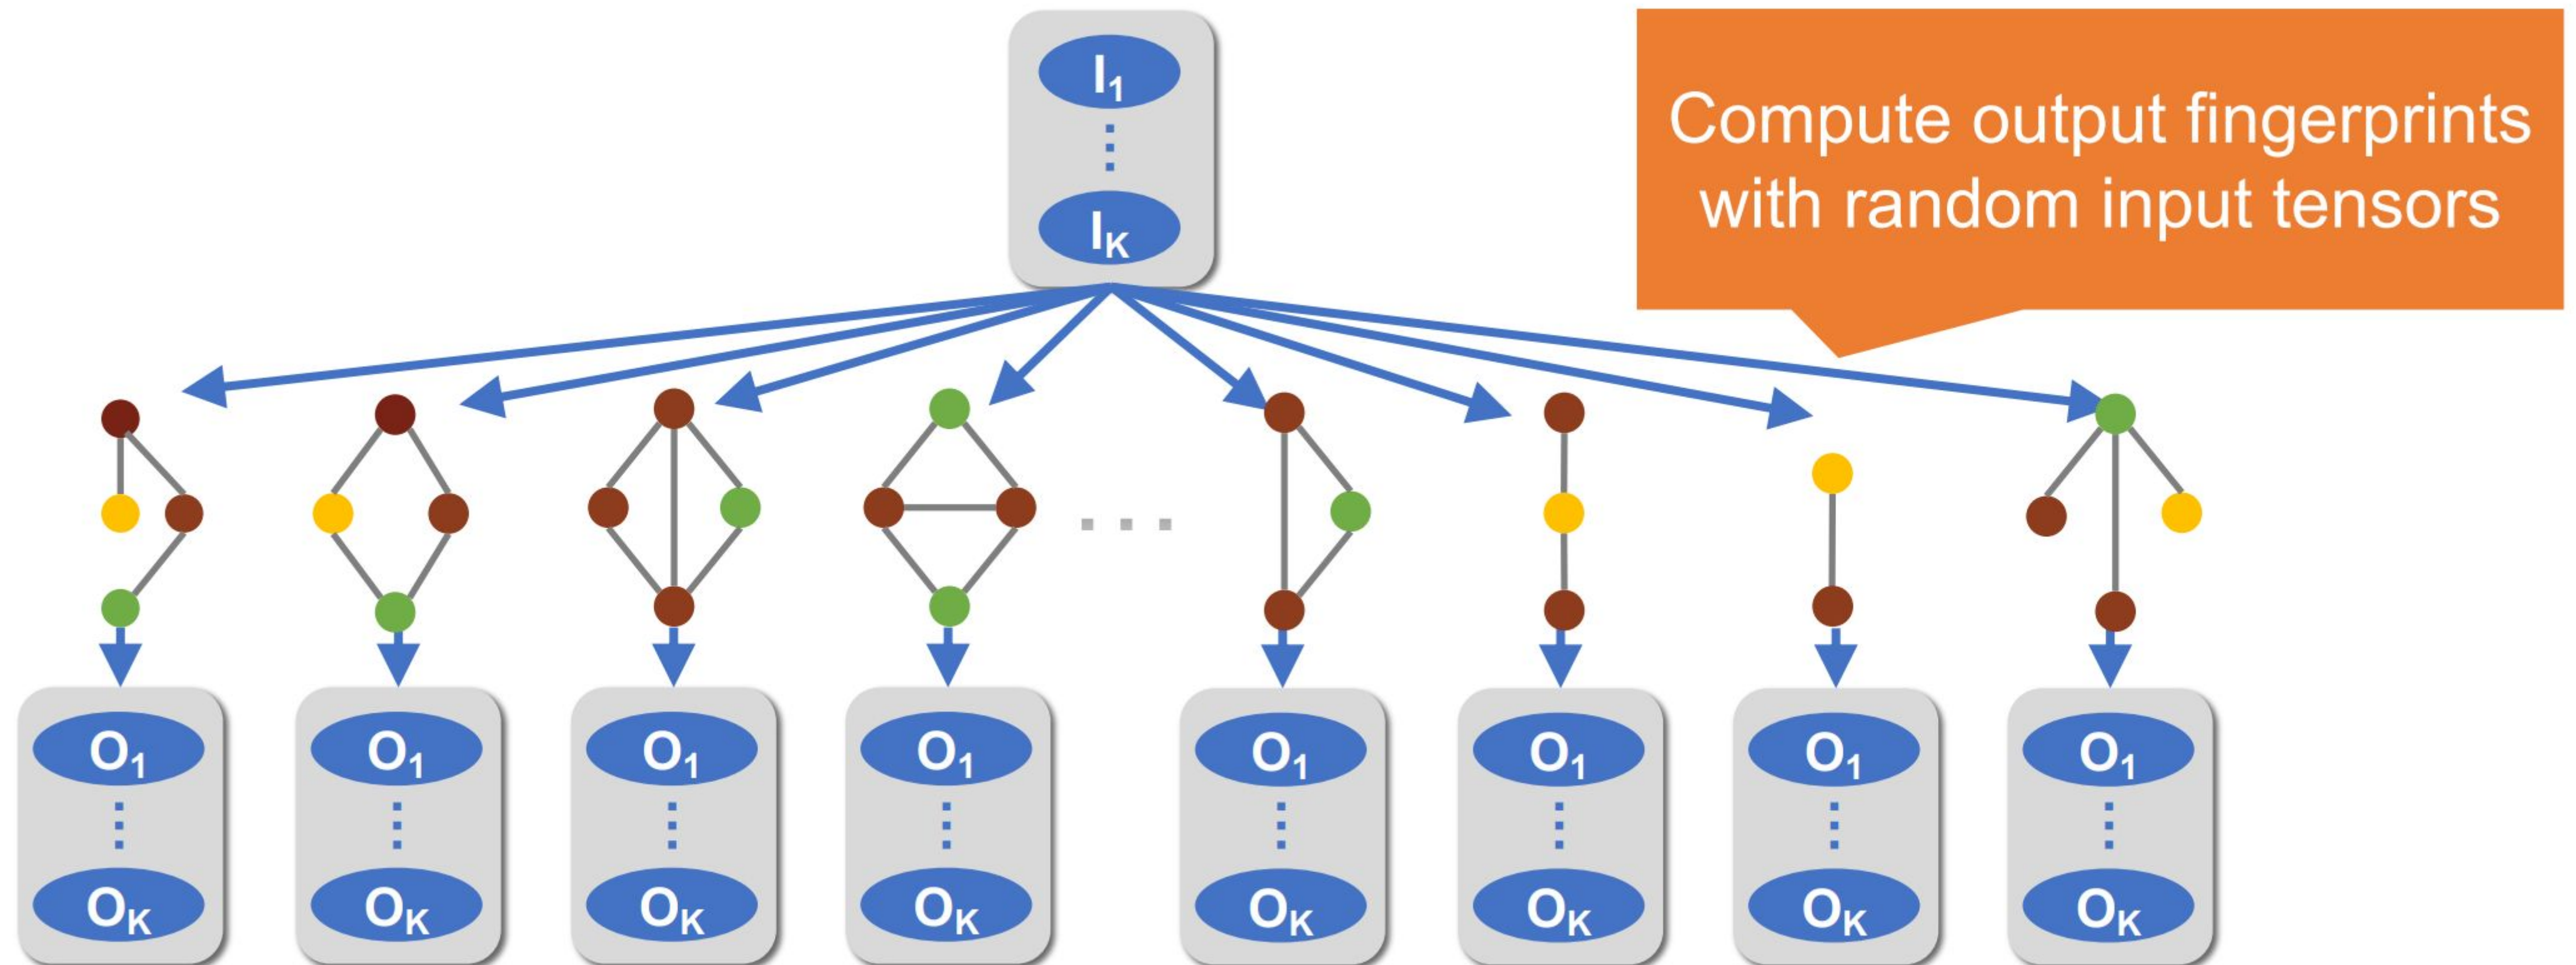 I1
⋮
IK
Compute output fingerprints
with random input tensors
. . .
O1 O1 O1 O1 O1 O1 O1 O1
⋮ ⋮ ⋮ ⋮ ⋮ ⋮ ⋮ ⋮
OK OK OK OK OK OK OK OK